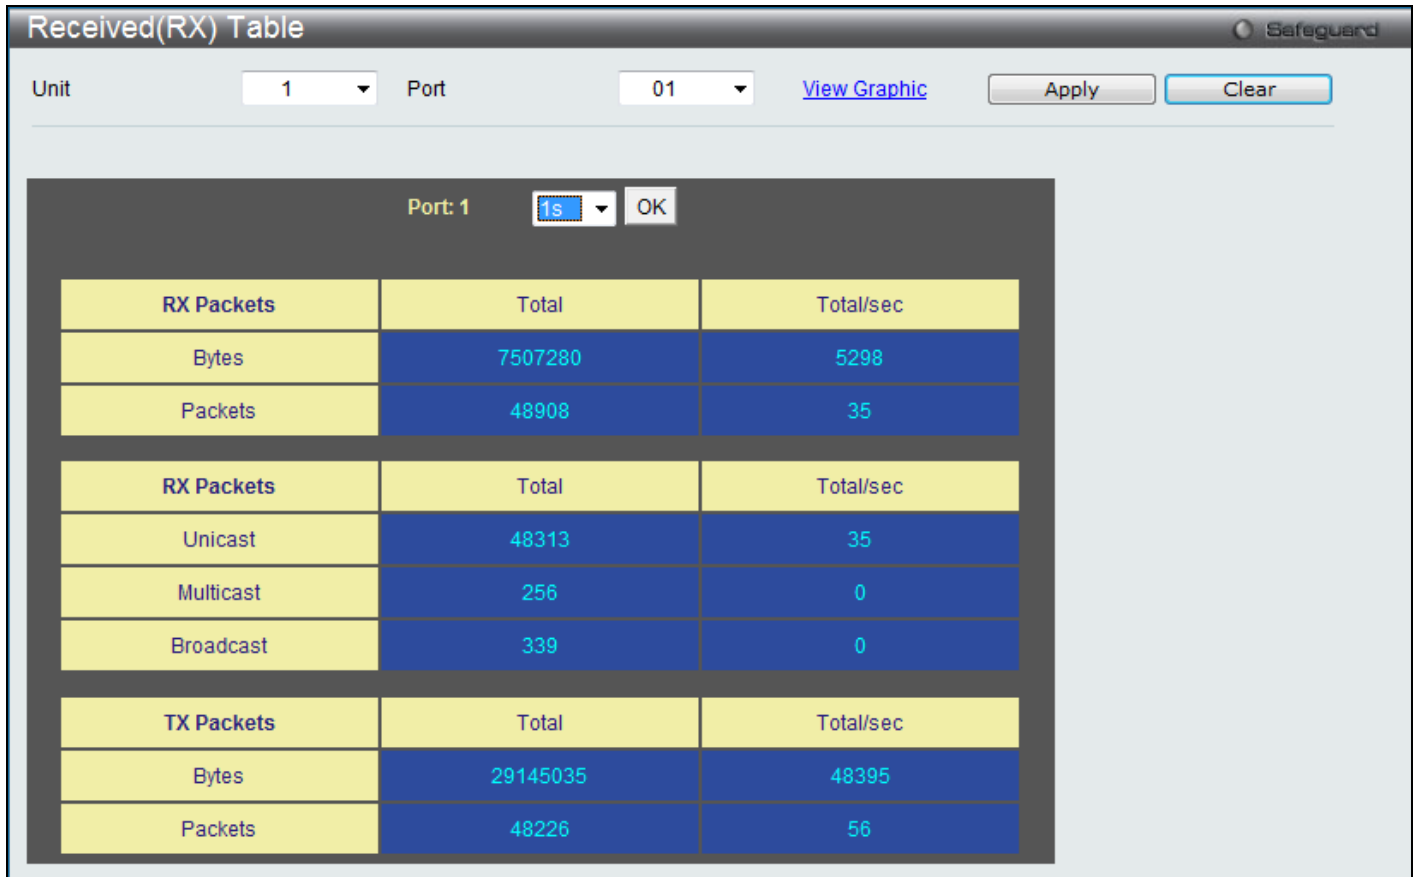 Received(RX) Table Safeguard
Unit 1 Port 01 View Graphic Apply Clear
Port: 1 1s OK
RX Packets Total Total/sec
Bytes 7507280 5298
Packets 48908 35
RX Packets Total Total/sec
Unicast 48313 35
Multicast 256 0
Broadcast 339 0
TX Packets Total Total/sec
Bytes 29145035 48395
Packets 48226 56